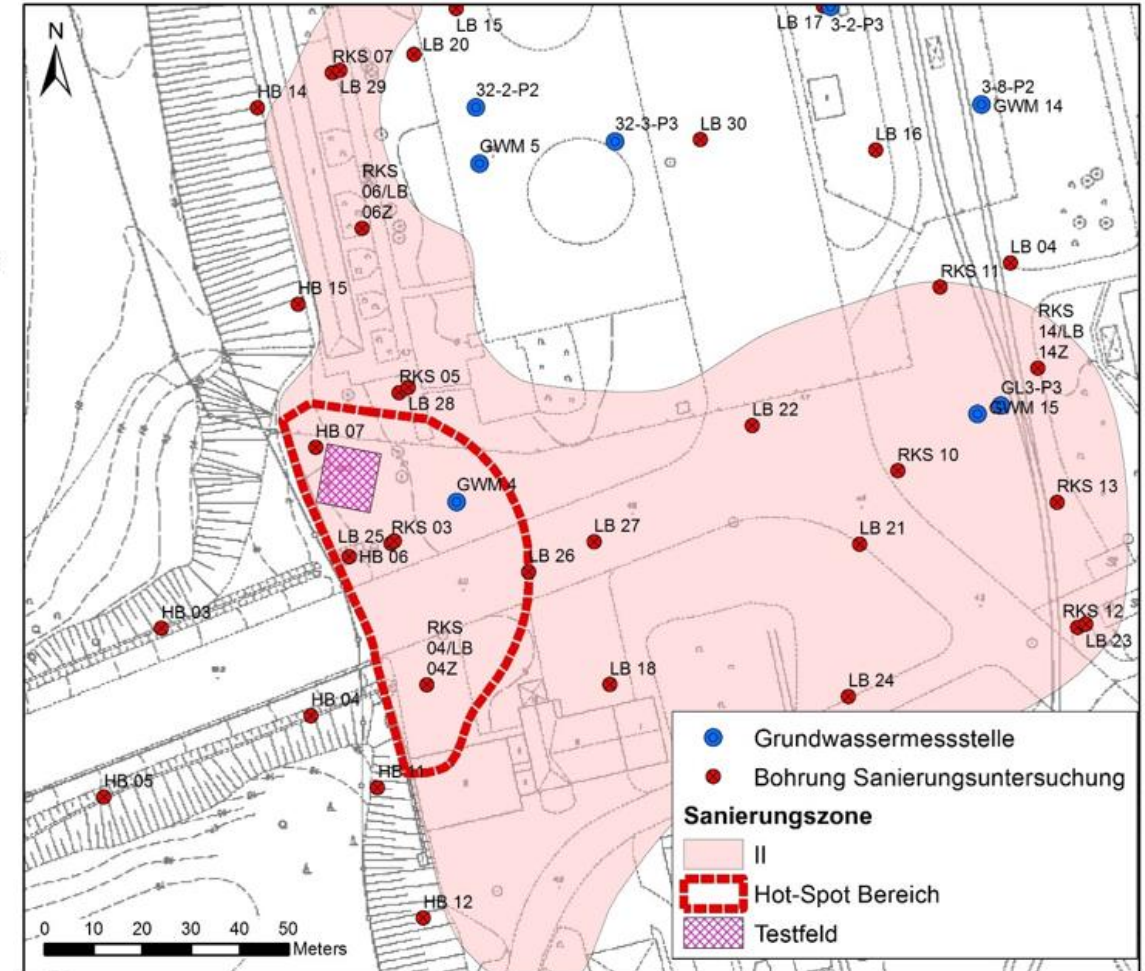 N
LB 15
LB 17
3-2-P3
LB 20
RKS 07
LB 29
HB 14
32-2-P2
3-8-P2
GWM 14
32-3-P3
LB 30
LB 16
GWM 5
RKS
06/LB
06Z
LB 04
RKS 11
HB 15
RKS
14/LB
14Z
RKS 05
LB 28
GL3-P3
GWM 15
LB 22
HB 07
RKS 10
GWM 4
RKS 13
LB 25
RKS 03
HB 06
LB 27
LB 21
LB 26
HB 03
RKS
04/LB
04Z
RKS 12
LB 23
LB 18
LB 24
HB 04
HB 05
HB 11
HB 12
Grundwassermessstelle
Bohrung Sanierungsuntersuchung
Sanierungszone
II
Hot-Spot Bereich
Testfeld
0 10 20 30 40 50
Meters